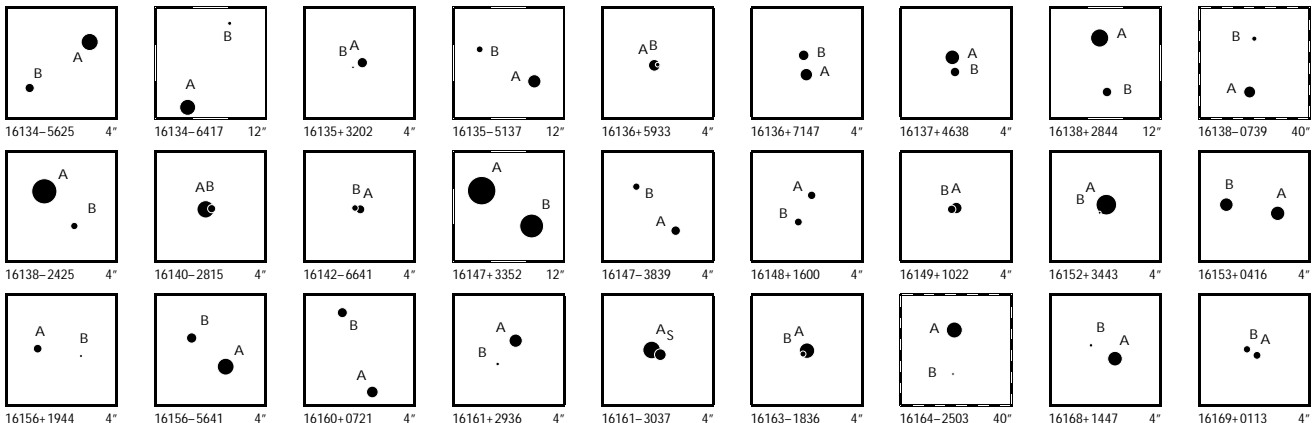 A B B A B A B A A B B A A B A B B A
16134–5625 4″ 16134–6417 12″ 16135+3202 4″ 16135–5137 12″ 16136+5933 4″ 16136+7147 4″ 16137+4638 4″ 16138+2844 12″ 16138–0739 40″
A B A B B A A B B A A B B A A B B A
16138–2425 4″ 16140–2815 4″ 16142–6641 4″ 16147+3352 12″ 16147–3839 4″ 16148+1600 4″ 16149+1022 4″ 16152+3443 4″ 16153+0416 4″
A B B A B A A B A S B A A B B A B A
16156+1944 4″ 16156–5641 4″ 16160+0721 4″ 16161+2936 4″ 16161–3037 4″ 16163–1836 4″ 16164–2503 40″ 16168+1447 4″ 16169+0113 4″